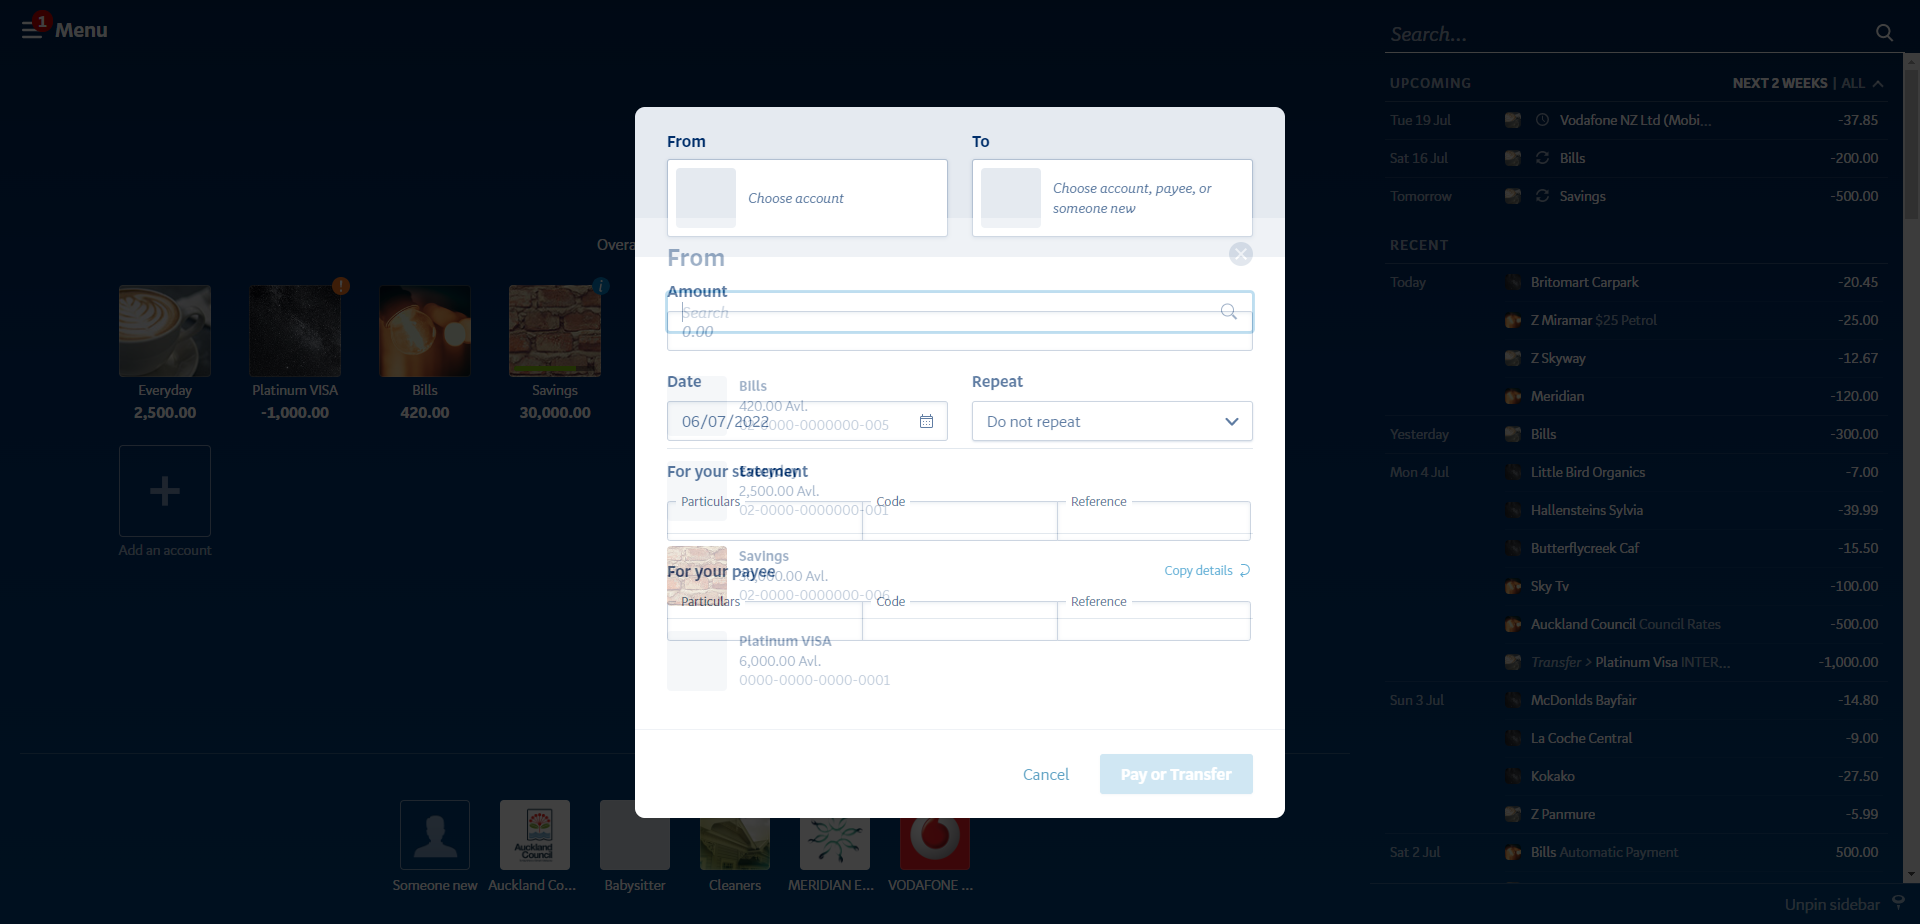 1
Menu
Search...
UPCOMING
NEXT 2 WEEKS | ALL
Tue 19 Jul Vodafone NZ Ltd (Mobi... -37.85
Sat 16 Jul Bills -200.00
Tomorrow Savings -500.00
RECENT
Today Britomart Carpark -20.45
Z Miramar $25 Petrol -25.00
Z Skyway -12.67
Meridian -120.00
Yesterday Bills -300.00
Mon 4 Jul Little Bird Organics -7.00
Hallensteins Sylvia -39.99
Butterflycreek Caf -15.50
Sky Tv -100.00
Auckland Council Council Rates -500.00
Transfer > Platinum Visa INTER... -1,000.00
Sun 3 Jul McDonlds Bayfair -14.80
La Coche Central -9.00
Kokako -27.50
Z Panmure -5.99
Sat 2 Jul Bills Automatic Payment 500.00
Unpin sidebar
Overa
Everyday
2,500.00
!
Platinum VISA
-1,000.00
Bills
420.00
i
Savings
30,000.00
Add an account
From
Choose account
To
Choose account, payee, or
someone new
From
Amount
Search
0.00
Date
06/07/2022
Repeat
Do not repeat
Bills
420.00 Avl.
02-0000-0000000-005
For your statement
Everyday
2,500.00 Avl.
02-0000-0000000-001
Particulars Code Reference
Savings
30,000.00 Avl.
02-0000-0000000-006
For your payee
Copy details
Particulars Code Reference
Platinum VISA
6,000.00 Avl.
0000-0000-0000-0001
Cancel
Pay or Transfer
Auckland
Council
Someone new
Auckland Co...
Babysitter
Cleaners
MERIDIAN E...
VODAFONE ...